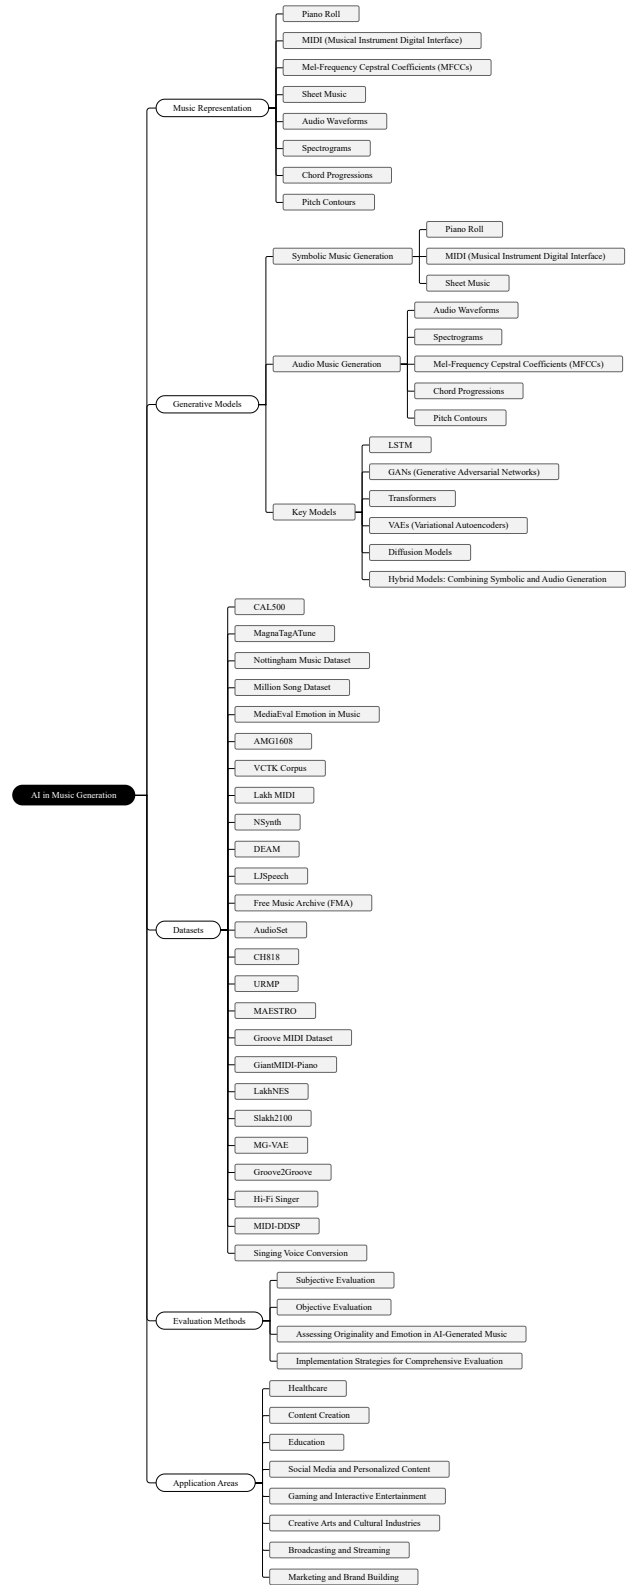 AI in Music Generation
Music Representation
Piano Roll
MIDI (Musical Instrument Digital Interface)
Mel-Frequency Cepstral Coefficients (MFCCs)
Sheet Music
Audio Waveforms
Spectrograms
Chord Progressions
Pitch Contours
Generative Models
Symbolic Music Generation
Piano Roll
MIDI (Musical Instrument Digital Interface)
Sheet Music
Audio Music Generation
Audio Waveforms
Spectrograms
Mel-Frequency Cepstral Coefficients (MFCCs)
Chord Progressions
Pitch Contours
Key Models
LSTM
GANs (Generative Adversarial Networks)
Transformers
VAEs (Variational Autoencoders)
Diffusion Models
Hybrid Models: Combining Symbolic and Audio Generation
Datasets
CAL500
MagnaTagATune
Nottingham Music Dataset
Million Song Dataset
MediaEval Emotion in Music
AMG1608
VCTK Corpus
Lakh MIDI
NSynth
DEAM
LJSpeech
Free Music Archive (FMA)
AudioSet
CH818
URMP
MAESTRO
Groove MIDI Dataset
GiantMIDI-Piano
LakhNES
Slakh2100
MG-VAE
Groove2Groove
Hi-Fi Singer
MIDI-DDSP
Singing Voice Conversion
Evaluation Methods
Subjective Evaluation
Objective Evaluation
Assessing Originality and Emotion in AI-Generated Music
Implementation Strategies for Comprehensive Evaluation
Application Areas
Healthcare
Content Creation
Education
Social Media and Personalized Content
Gaming and Interactive Entertainment
Creative Arts and Cultural Industries
Broadcasting and Streaming
Marketing and Brand Building